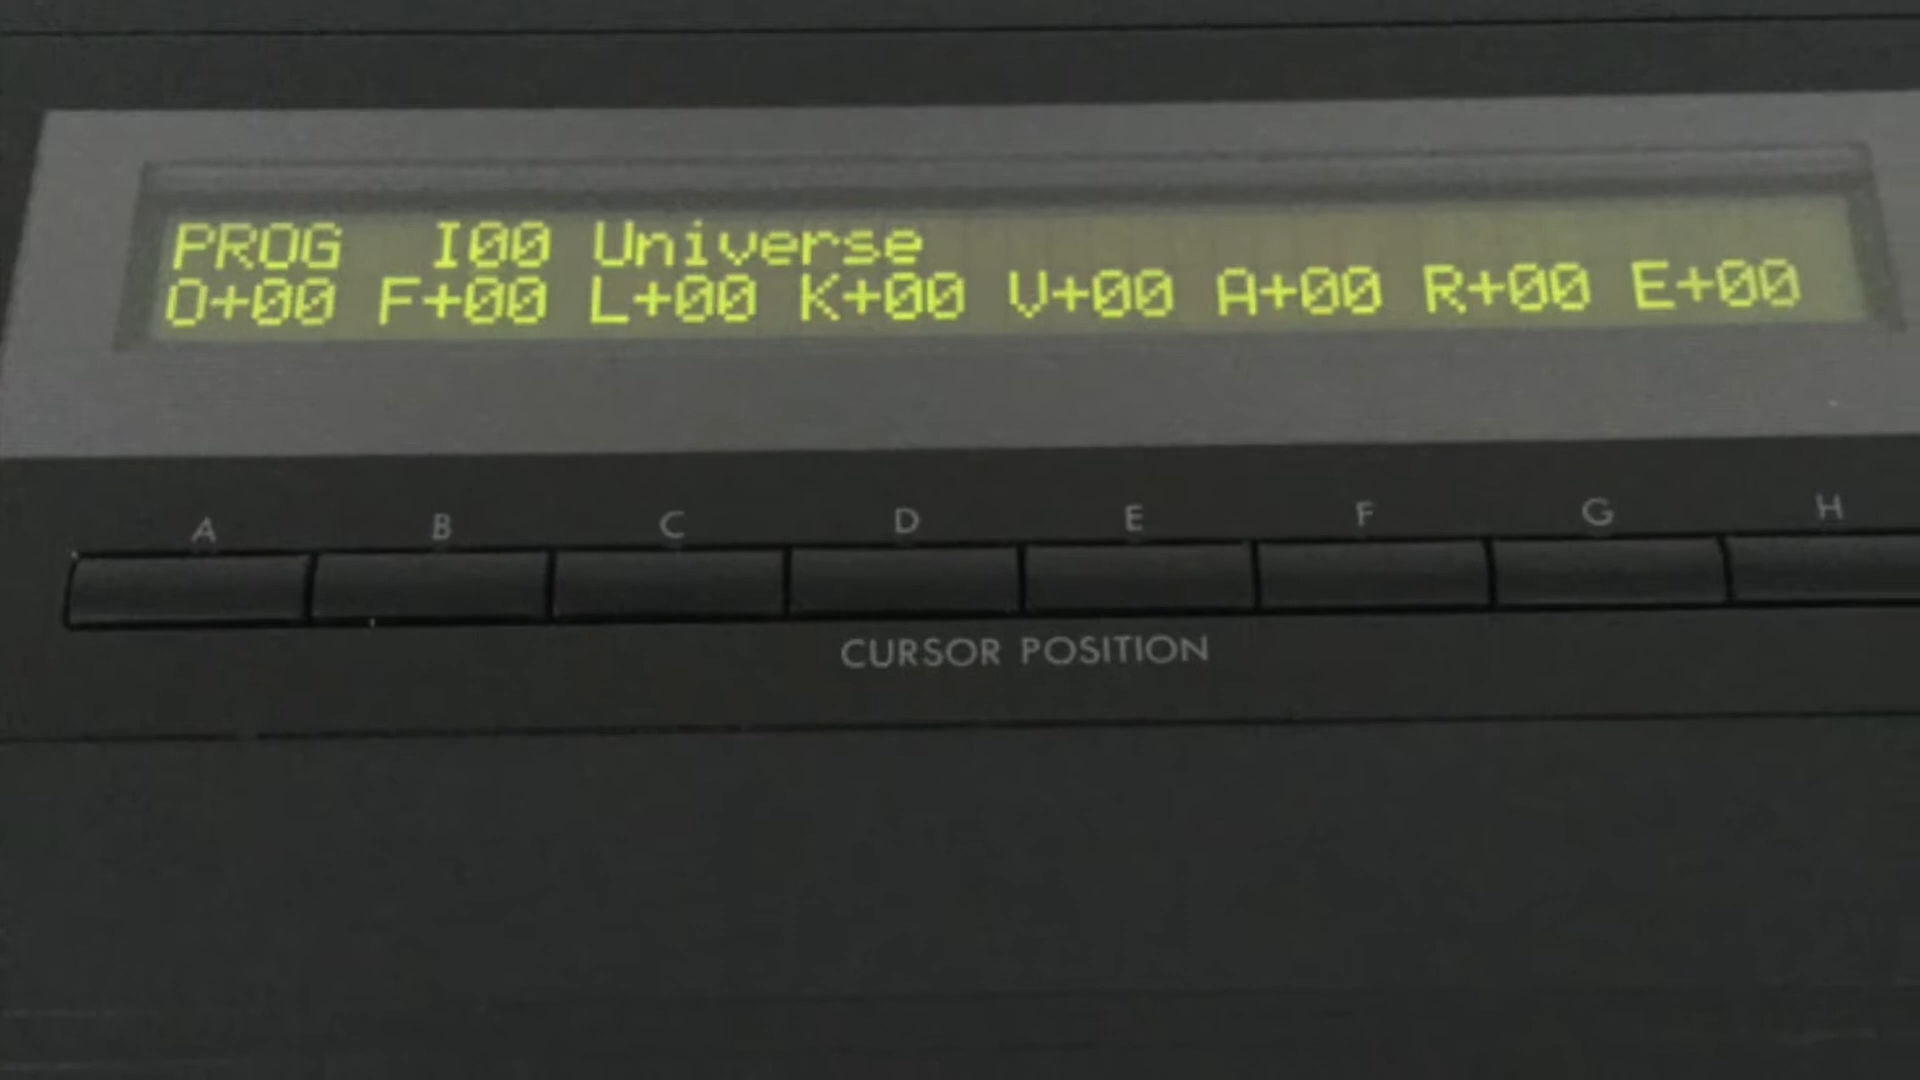 PROG I00 Universe
O+00 F+00 L+00 K+00 V+00 A+00 R+00 E+00
A B C D E F G H
CURSOR POSITION